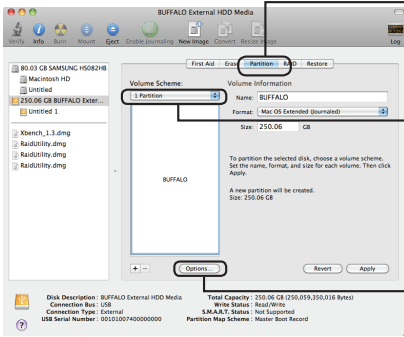 BUFFALO External HDD Media
Verify Info Burn Mount Eject Enable Journaling New Image Convert Resize Image Log
80.03 GB SAMSUNG HS082HB
Macintosh HD
Untitled
250.06 GB BUFFALO Exter...
Untitled 1
Xbench_1.3.dmg
RaidUtility.dmg
RaidUtility.dmg
RaidUtility.dmg
First Aid Erase Partition RAID Restore
Volume Scheme:
1 Partition
BUFFALO
+ −
Options...
Volume Information
Name: BUFFALO
Format: Mac OS Extended (Journaled)
Size: 250.06 GB
To partition the selected disk, choose a volume scheme.
Set the name, format, and size for each volume. Then click
Apply.
A new partition will be created.
Size: 250.06 GB
Revert Apply
Disk Description : BUFFALO External HDD Media
Connection Bus : USB
Connection Type : External
USB Serial Number : 00101007400000000
Total Capacity : 250.06 GB (250,059,350,016 Bytes)
Write Status : Read/Write
S.M.A.R.T. Status : Not Supported
Partition Map Scheme : Master Boot Record
?